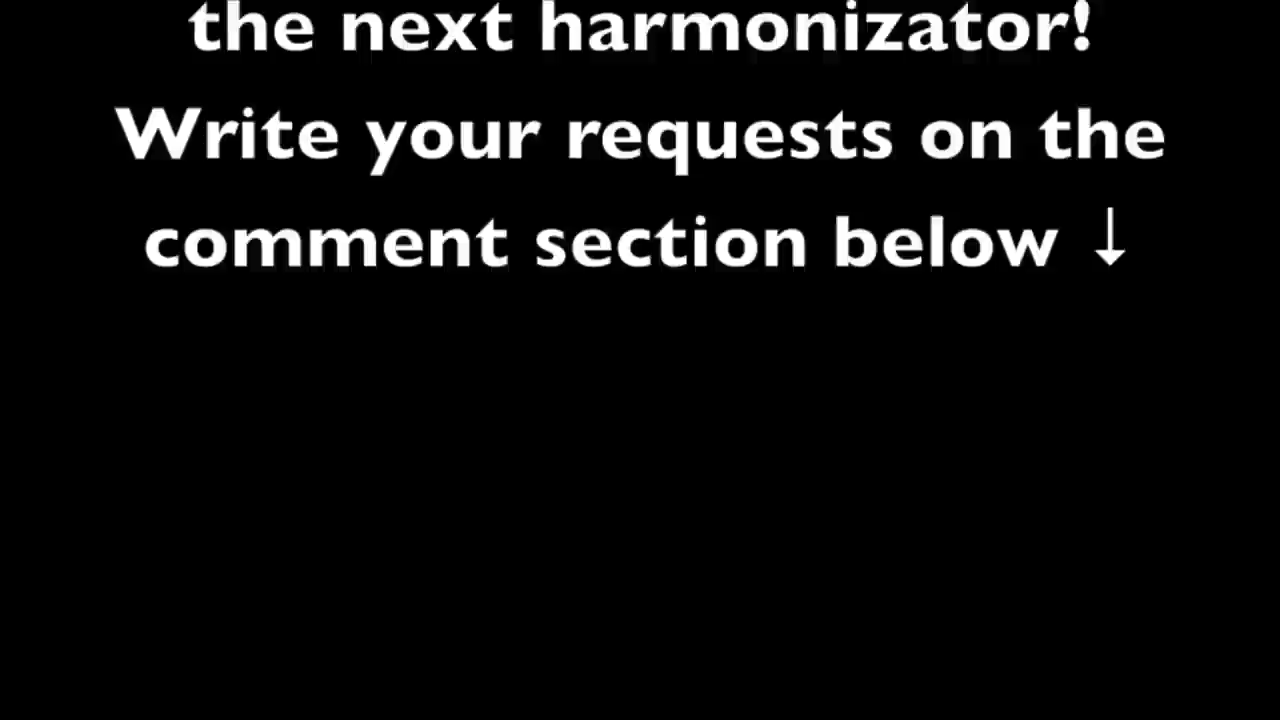 the next harmonizator!
Write your requests on the
comment section below ↓